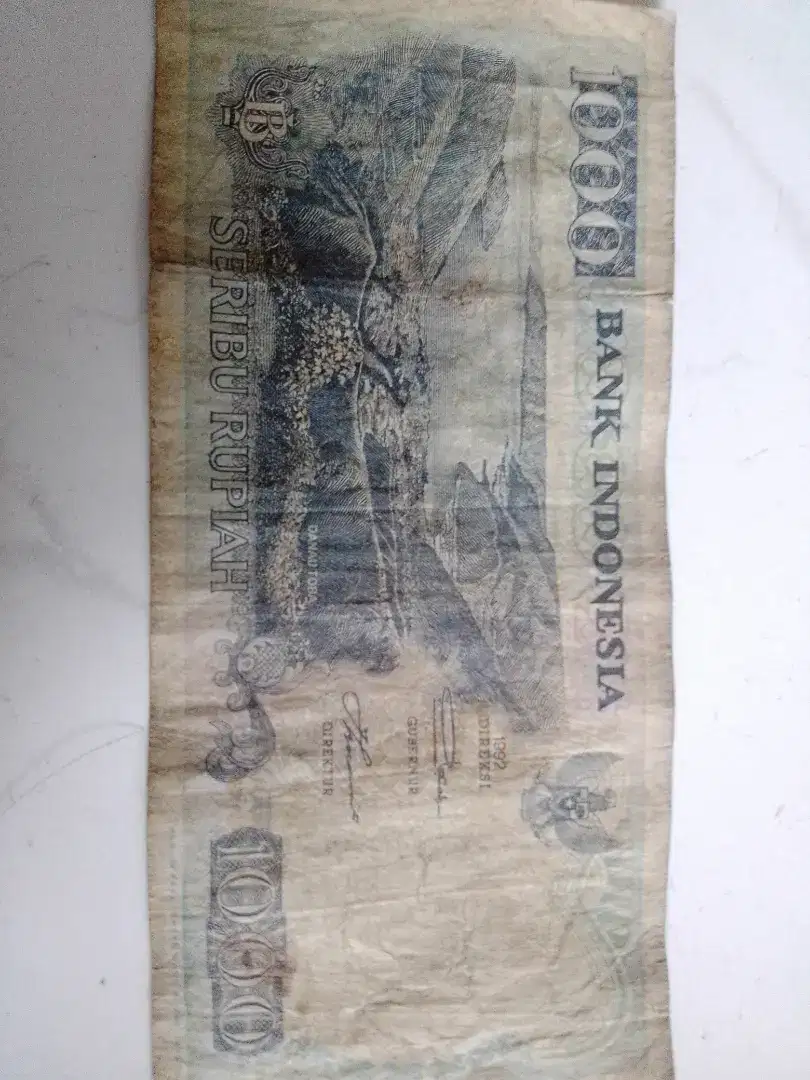 1000 BANK INDONESIA
1992
DIREKSI
GUBERNUR
DIREKTUR
DANAU TOBA
SERIBU RUPIAH
1000